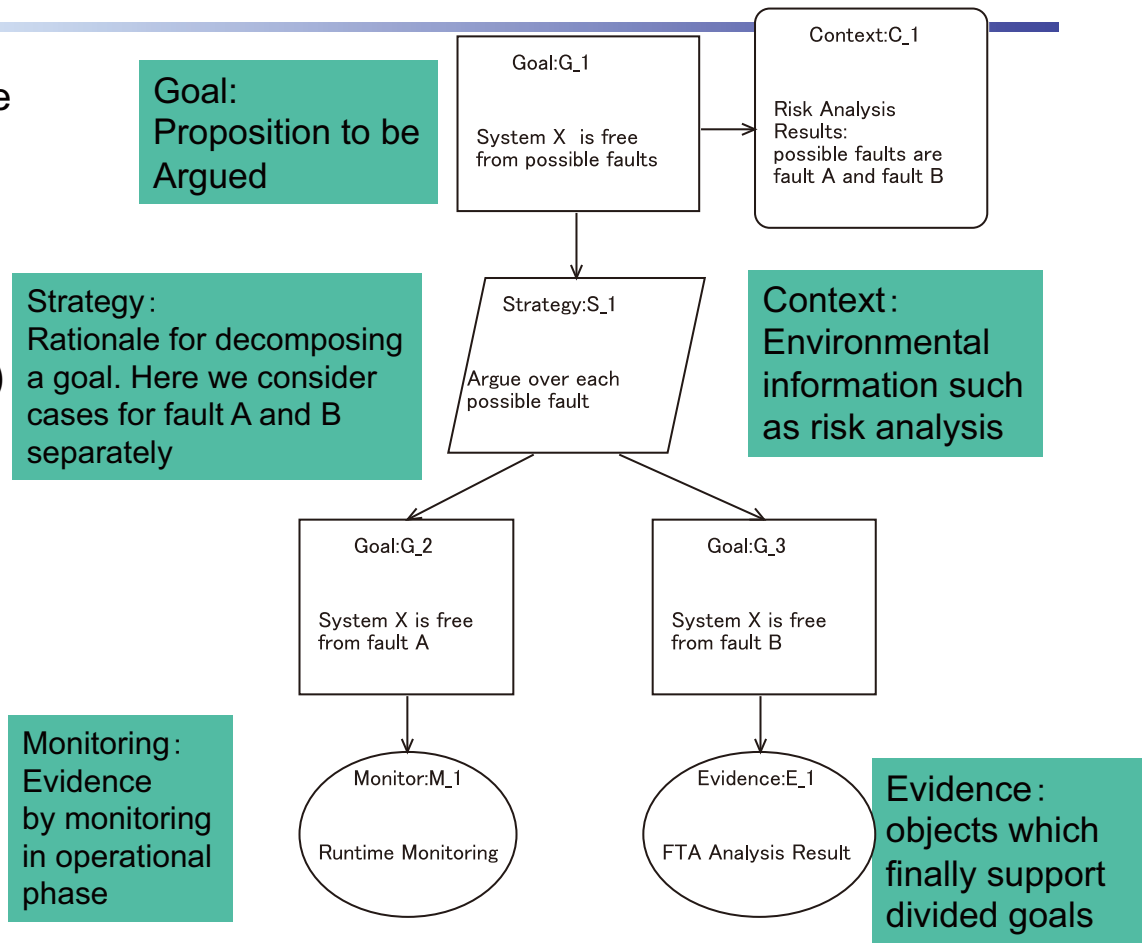 e
Goal:
Proposition to be
Argued
Goal:G_1
System X is free
from possible faults
Context:C_1
Risk Analysis
Results:
possible faults are
fault A and fault B
Strategy:
Rationale for decomposing
a goal. Here we consider
cases for fault A and B
separately
)
Strategy:S_1
Argue over each
possible fault
Context:
Environmental
information such
as risk analysis
Goal:G_2
System X is free
from fault A
Goal:G_3
System X is free
from fault B
Monitoring:
Evidence
by monitoring
in operational
phase
Monitor:M_1
Runtime Monitoring
Evidence:E_1
FTA Analysis Result
Evidence:
objects which
finally support
divided goals